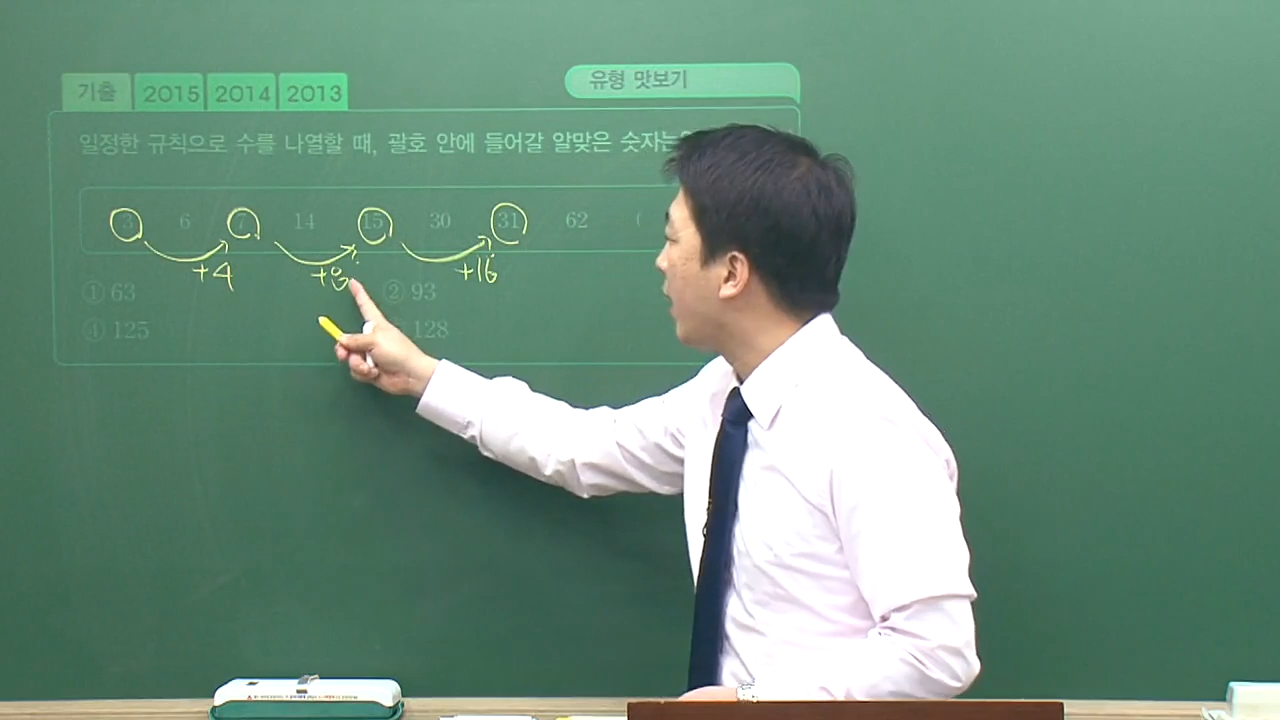 기출 2015 2014 2013
유형 맛보기
일정한 규칙으로 수를 나열할 때, 괄호 안에 들어갈 알맞은 숫자는
3 6 7 14 15 30 31 62 (
+4 +8 +16
① 63 ② 93
④ 125 128